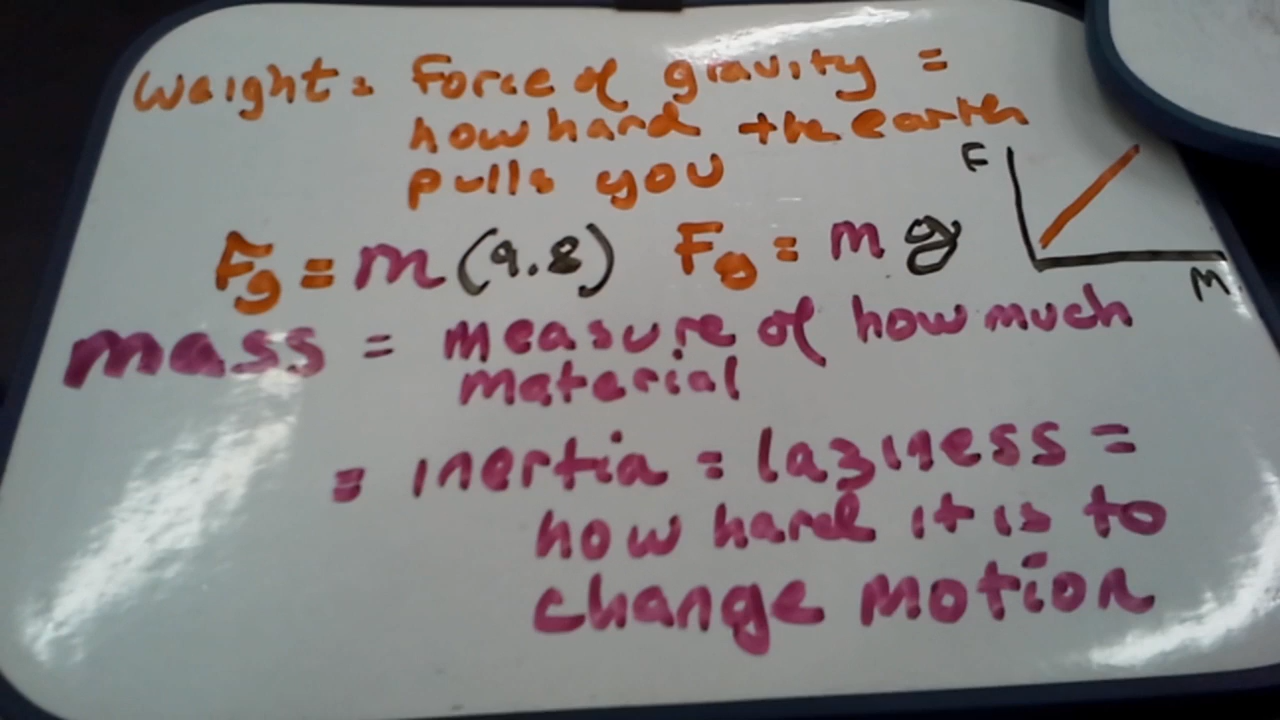 Weight = Force of gravity =
how hard the earth
pulls you
F
Fg = m (9.8) Fg = m g
M
mass = measure of how much
material
= inertia = laziness =
how hard it is to
change motion